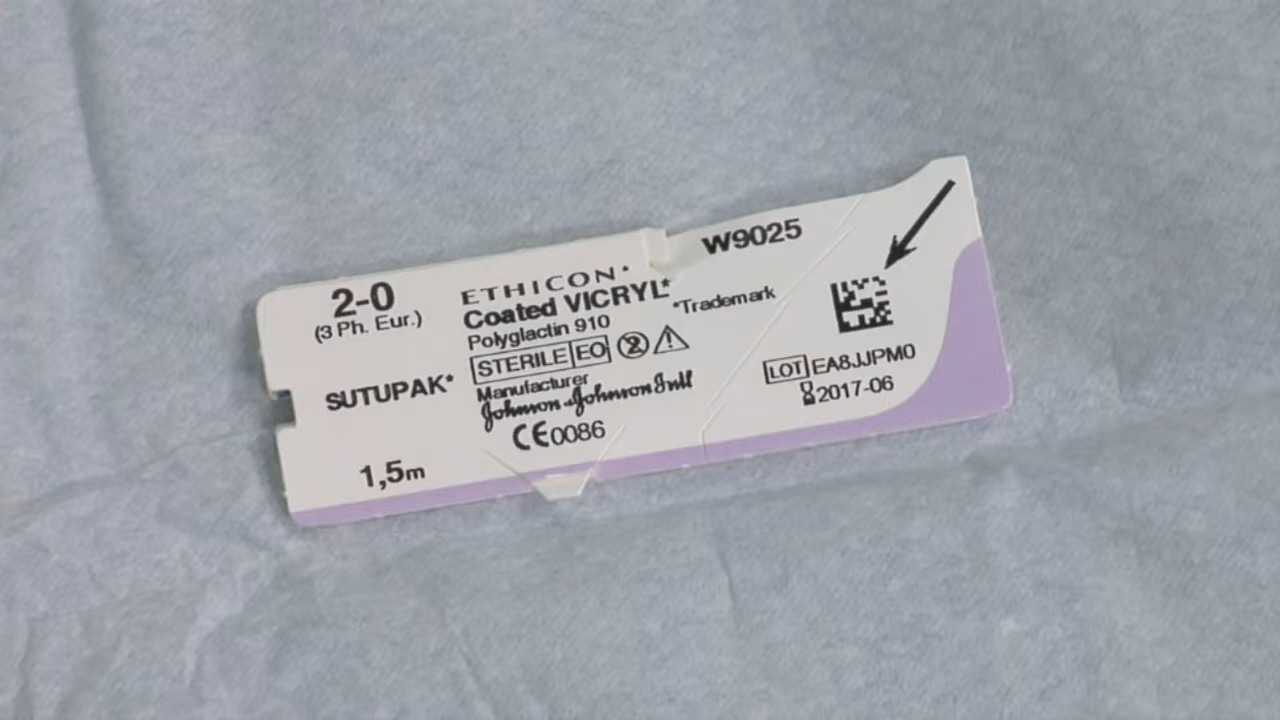 2-0
(3 Ph. Eur.)
SUTUPAK*
1,5m
ETHICON*
Coated VICRYL*
Polyglactin 910
STERILE EO 2
Manufacturer
Johnson & Johnson Intl
CE0086
W9025
*Trademark
LOT EA8JJPM0
2017-06